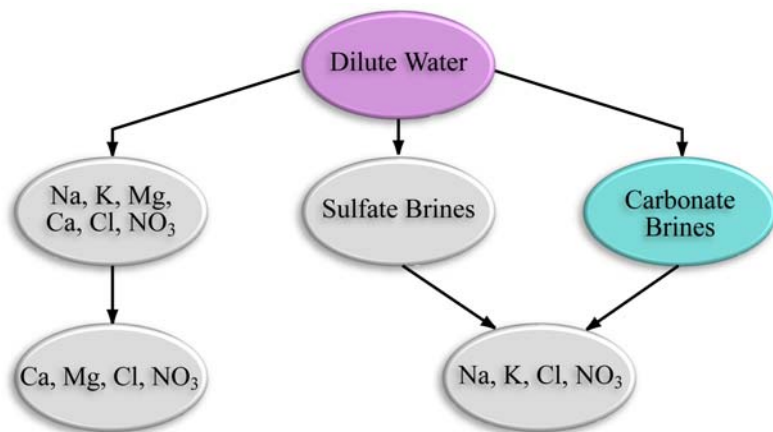 Dilute Water
Na, K, Mg,
Ca, Cl, NO₃
Sulfate Brines
Carbonate
Brines
Ca, Mg, Cl, NO₃
Na, K, Cl, NO₃